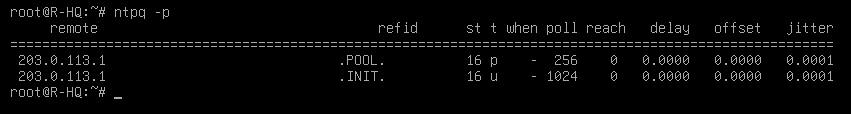 root@R-HQ:~# ntpq -p
     remote                                   refid      st t when poll reach   delay   offset   jitter
=======================================================================================================
 203.0.113.1                             .POOL.          16 p    -  256    0   0.0000   0.0000   0.0001
 203.0.113.1                             .INIT.          16 u    - 1024    0   0.0000   0.0000   0.0001
root@R-HQ:~# _